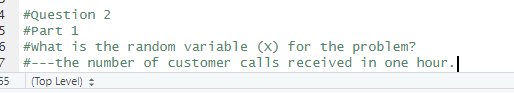 4 #Question 2
5 #Part 1
6 #What is the random variable (X) for the problem?
7 #---the number of customer calls received in one hour.
55 (Top Level)